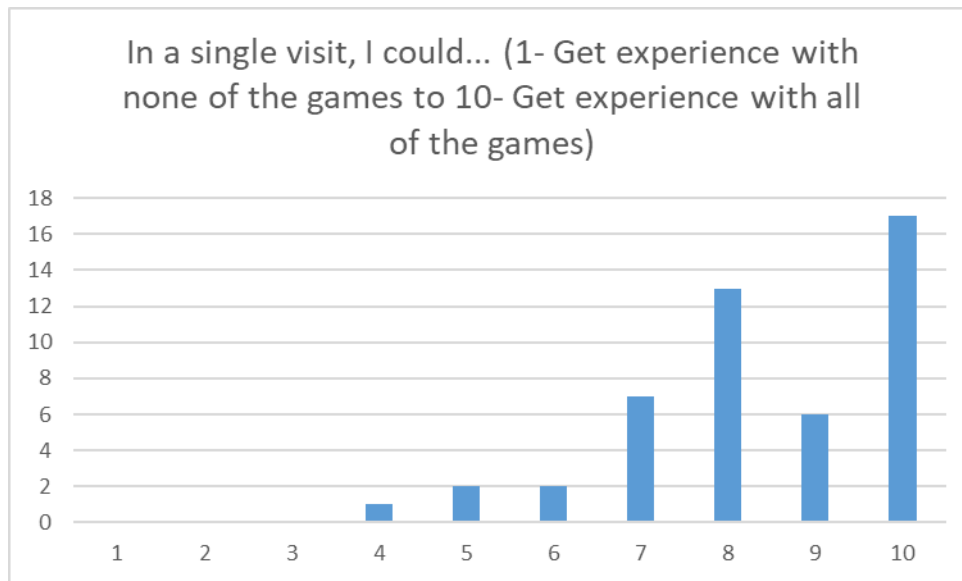 In a single visit, I could... (1- Get experience with
none of the games to 10- Get experience with all
of the games)
18
16
14
12
10
8
6
4
2
0
1 2 3 4 5 6 7 8 9 10